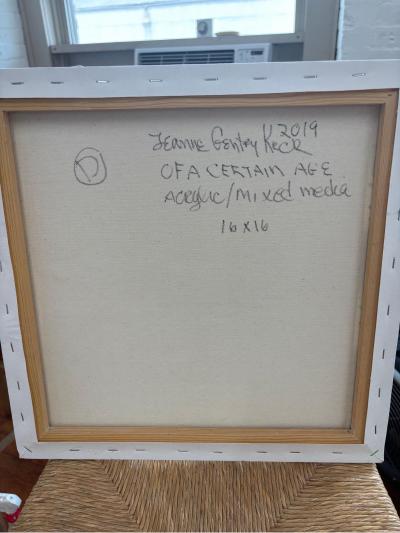 Jeanne Gentry Keck 2019
OF A CERTAIN AGE
Acrylic/Mixed media
16 x 16
D